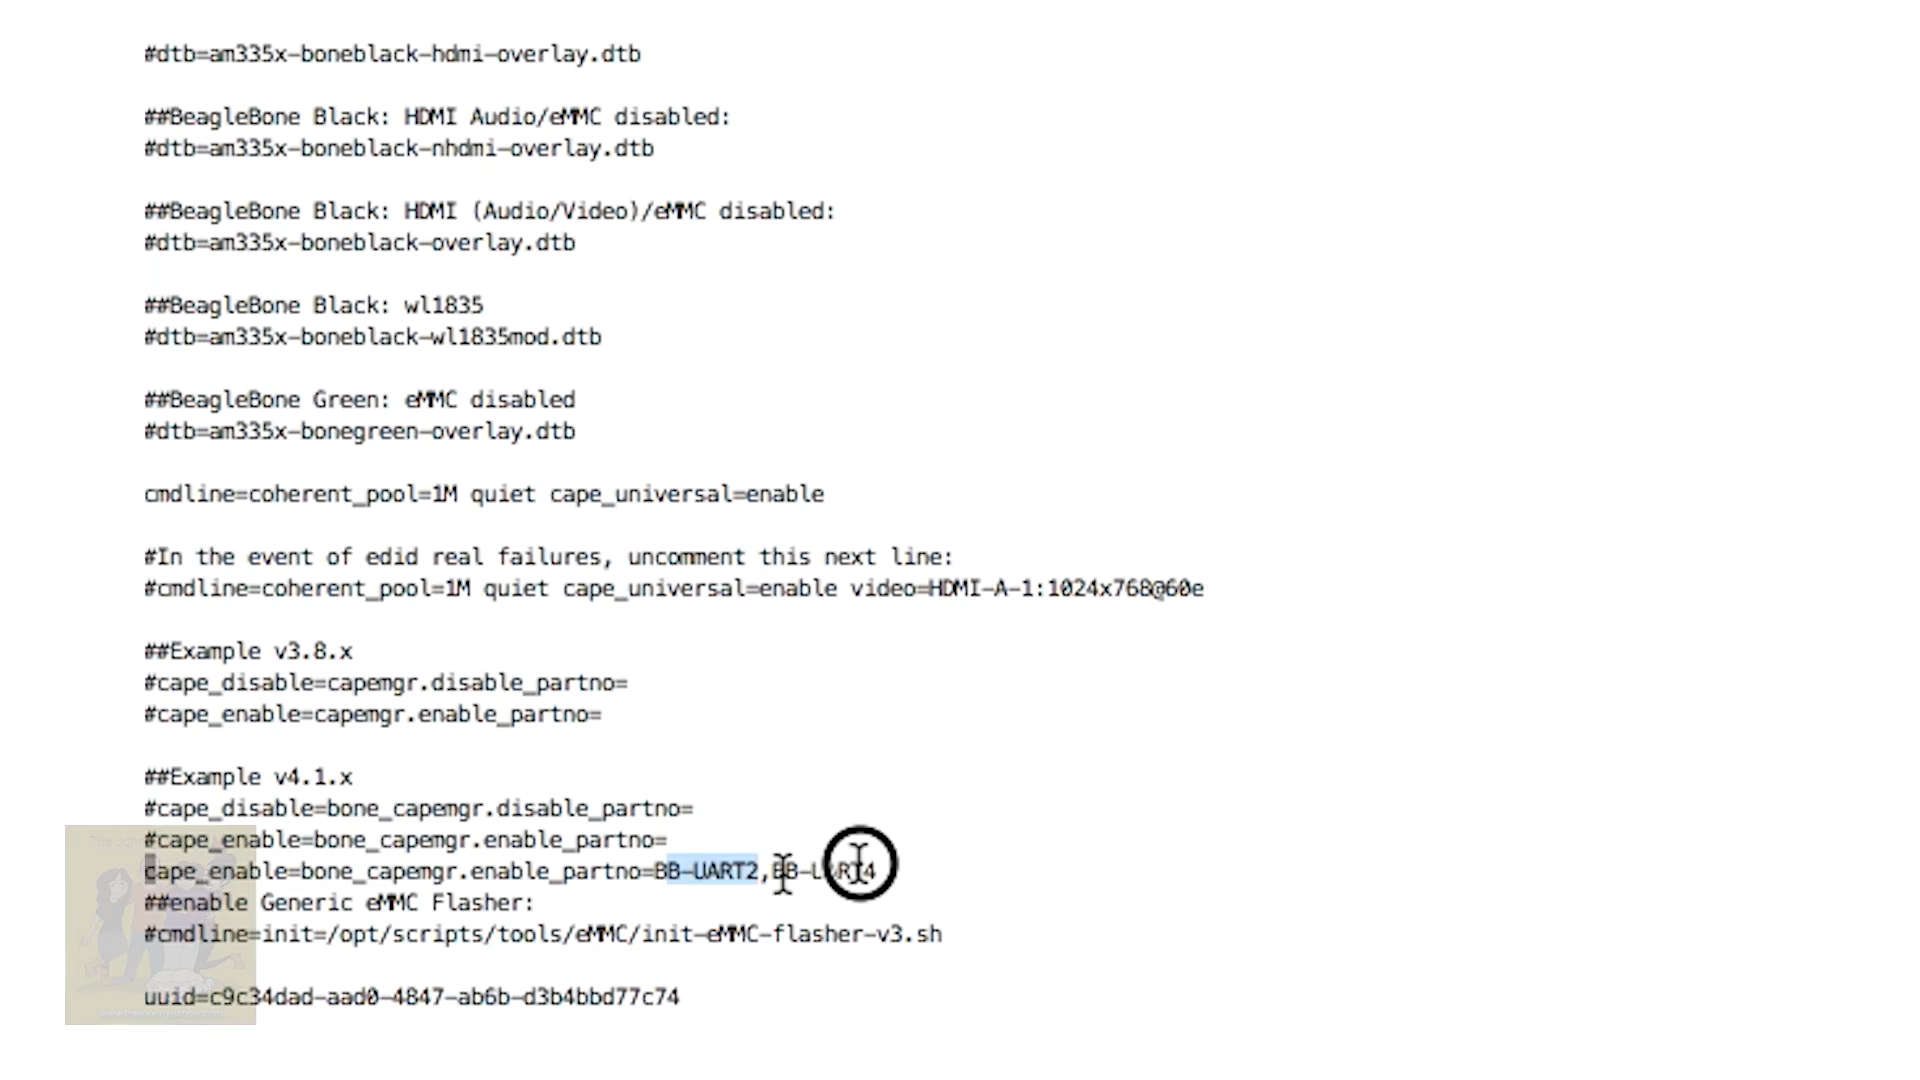 #dtb=am335x-boneblack-hdmi-overlay.dtb
##BeagleBone Black: HDMI Audio/eMMC disabled:
#dtb=am335x-boneblack-nhdmi-overlay.dtb
##BeagleBone Black: HDMI (Audio/Video)/eMMC disabled:
#dtb=am335x-boneblack-overlay.dtb
##BeagleBone Black: wl1835
#dtb=am335x-boneblack-wl1835mod.dtb
##BeagleBone Green: eMMC disabled
#dtb=am335x-bonegreen-overlay.dtb
cmdline=coherent_pool=1M quiet cape_universal=enable
#In the event of edid real failures, uncomment this next line:
#cmdline=coherent_pool=1M quiet cape_universal=enable video=HDMI-A-1:1024x768@60e
##Example v3.8.x
#cape_disable=capemgr.disable_partno=
#cape_enable=capemgr.enable_partno=
##Example v4.1.x
#cape_disable=bone_capemgr.disable_partno=
#cape_enable=bone_capemgr.enable_partno=
cape_enable=bone_capemgr.enable_partno=BB-UART2,BB-UART4
##enable Generic eMMC Flasher:
#cmdline=init=/opt/scripts/tools/eMMC/init-eMMC-flasher-v3.sh
uuid=c9c34dad-aad0-4847-ab6b-d3b4bbd77c74